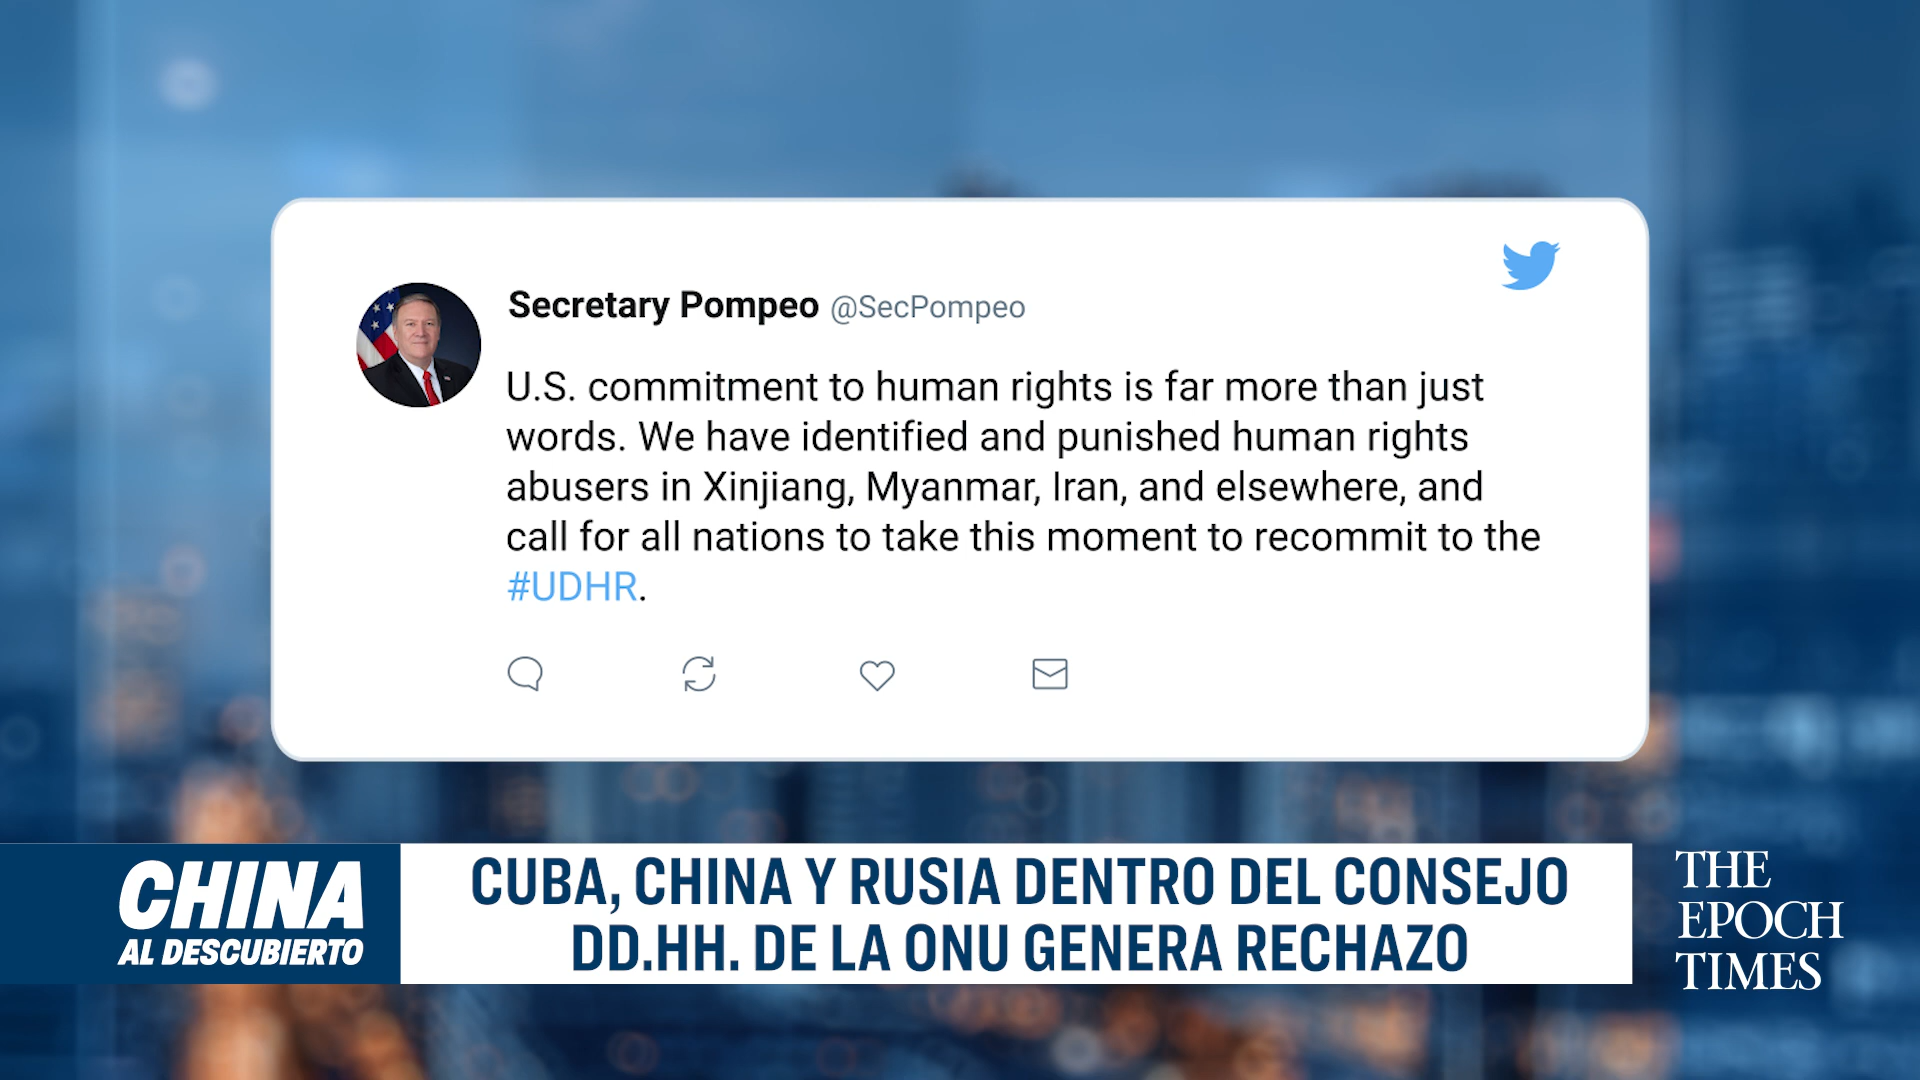 Secretary Pompeo @SecPompeo
U.S. commitment to human rights is far more than just
words. We have identified and punished human rights
abusers in Xinjiang, Myanmar, Iran, and elsewhere, and
call for all nations to take this moment to recommit to the
#UDHR.
CHINA
AL DESCUBIERTO
CUBA, CHINA Y RUSIA DENTRO DEL CONSEJO
DD.HH. DE LA ONU GENERA RECHAZO
THE
EPOCH
TIMES